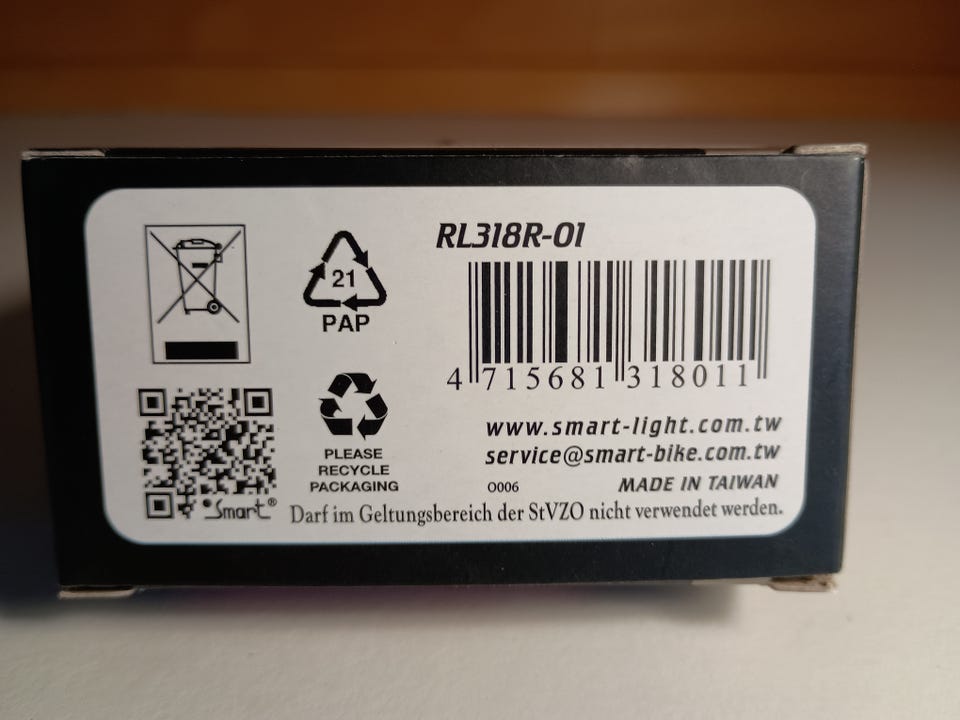 RL318R-01
21
PAP
4 715681 318011
PLEASE
RECYCLE
PACKAGING
www.smart-light.com.tw
service@smart-bike.com.tw
0006 MADE IN TAIWAN
Smart®
Darf im Geltungsbereich der StVZO nicht verwendet werden.